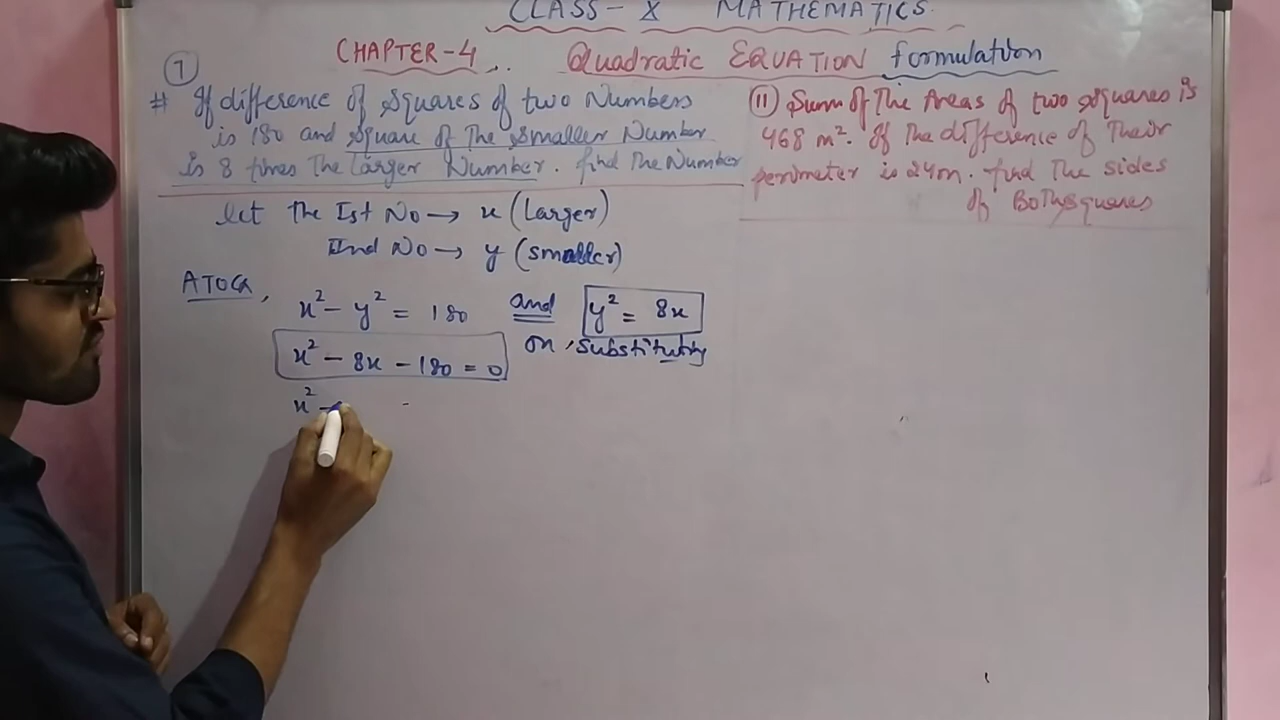 CLASS - X MATHEMATICS.
CHAPTER-4 .. Quadratic EQUATION formulation
I
# If difference of squares of two Numbers
is 180 and square of The smaller Number
is 8 times The larger Number. find The Number
(II) Sum of The Areas of two squares is
468 m². If The difference of Their
perimeter is 24m. find The sides
of Both squares
let the Ist No → x (larger)
IInd No → y (smaller)
ATOQ,
x² - y² = 180 and y² = 8x
x² - 8x - 180 = 0 on, substituting
x² -